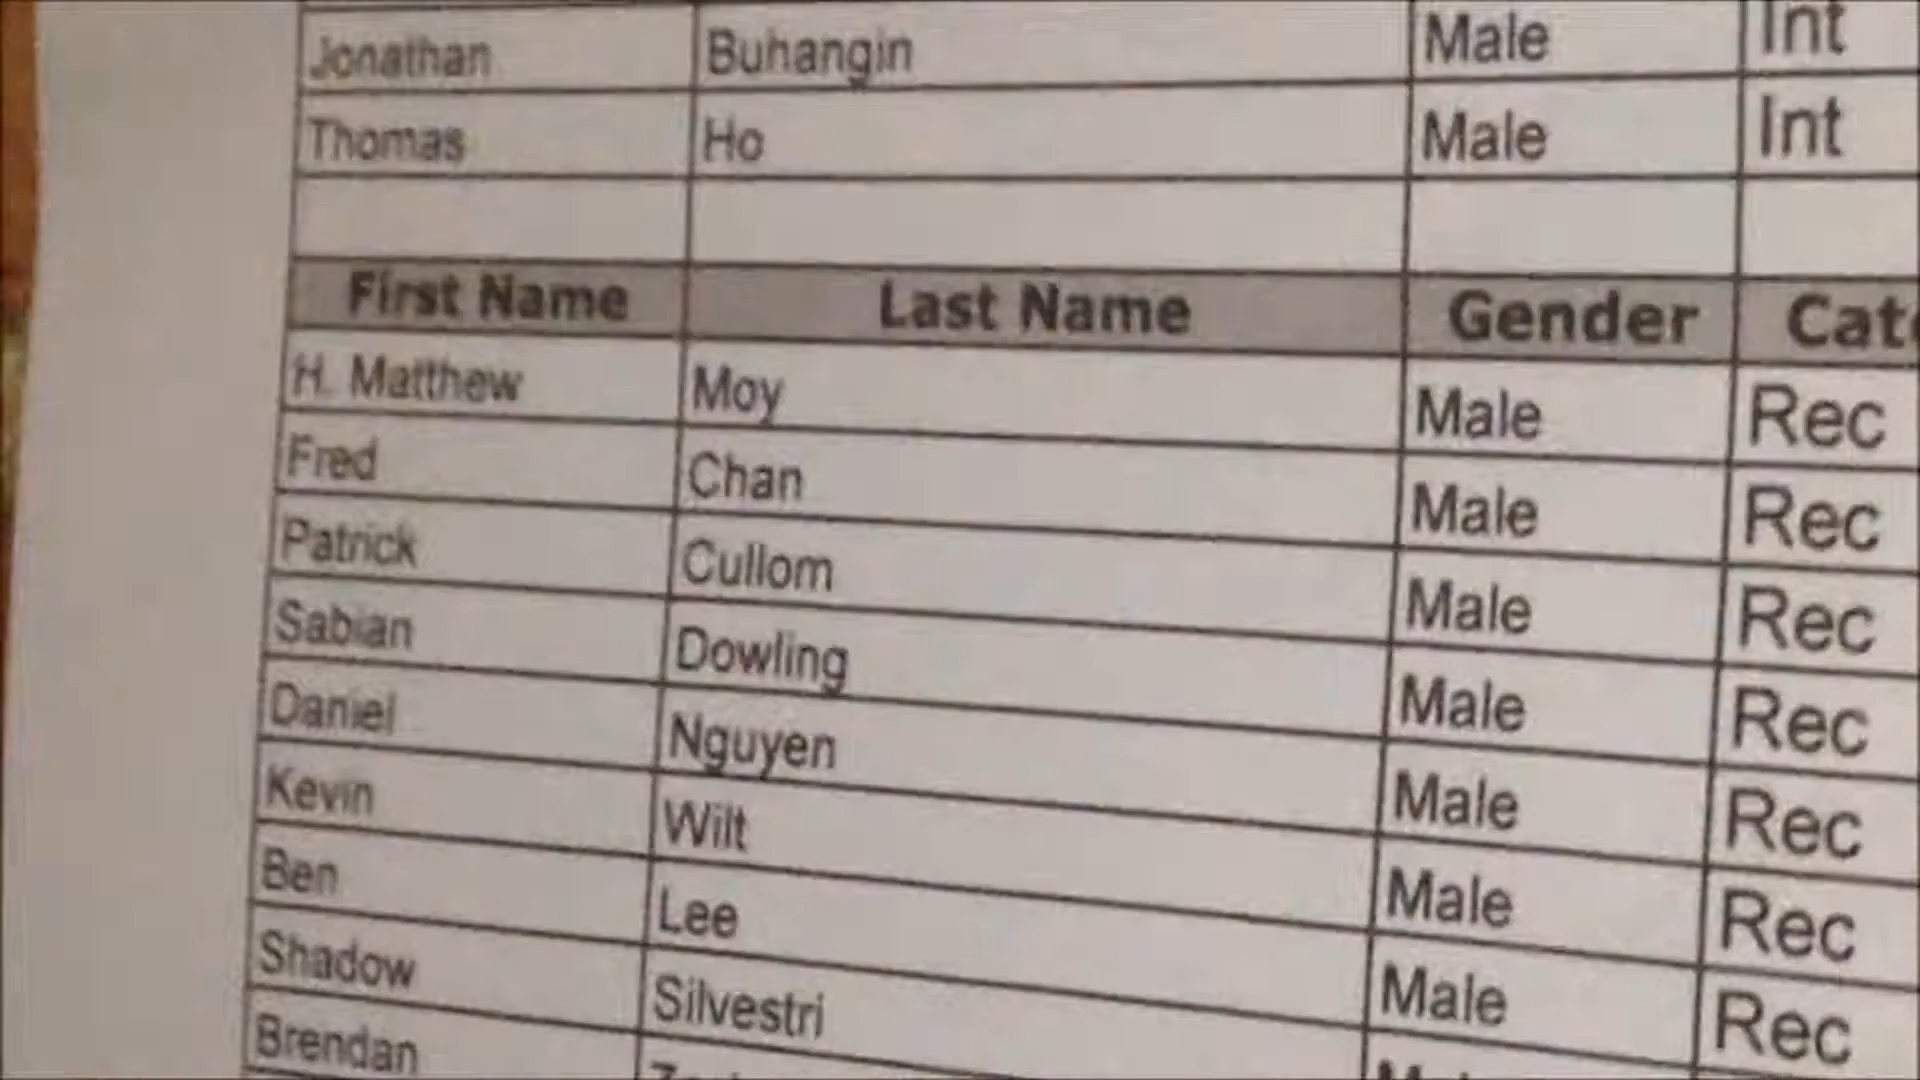 Jonathan Buhangin Male Int
Thomas Ho Male Int
First Name Last Name Gender
H. Matthew Moy Male Rec
Fred Chan Male Rec
Patrick Cullom Male Rec
Sabian Dowling Male Rec
Daniel Nguyen Male Rec
Kevin Wilt Male Rec
Ben Lee Male Rec
Shadow Silvestri
Brendan